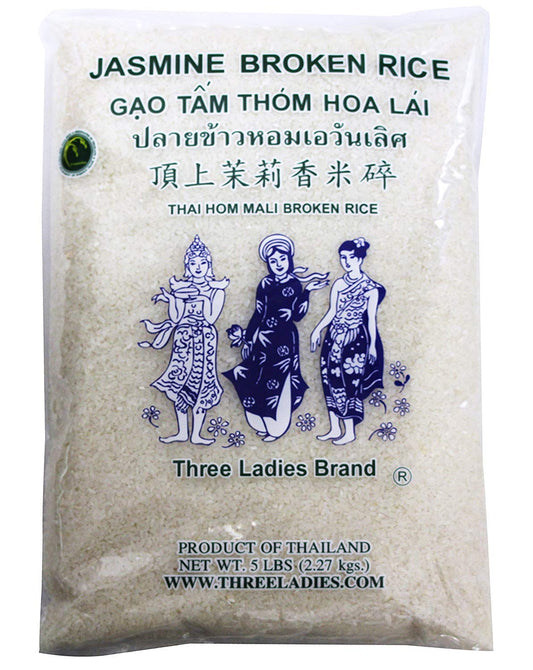 JASMINE BROKEN RICE
GẠO TẤM THÓM HOA LÁI
ปลายข้าวหอมเอวันเลิศ
頂上茉莉香米碎
THAI HOM MALI BROKEN RICE
Three Ladies Brand ®
PRODUCT OF THAILAND
NET WT. 5 LBS (2.27 kgs.)
WWW.THREELADIES.COM